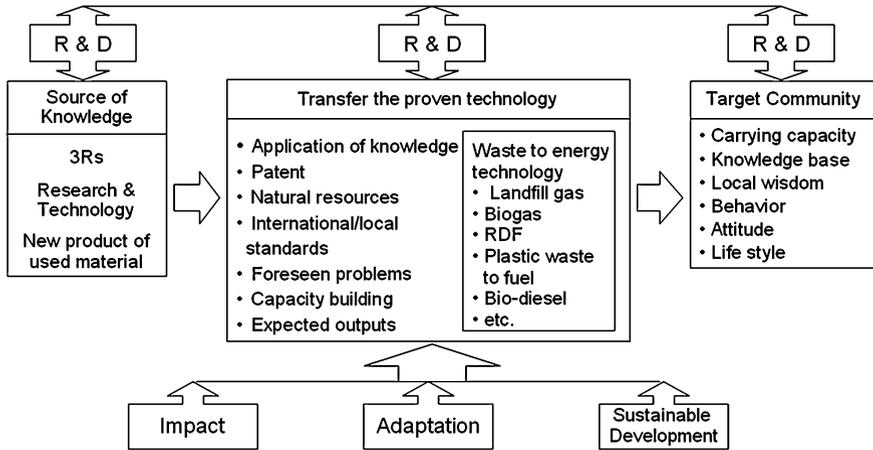 R & D
R & D
R & D
Source of
Knowledge
3Rs
Research &
Technology
New product of
used material
Transfer the proven technology
• Application of knowledge
• Patent
• Natural resources
• International/local
standards
• Foreseen problems
• Capacity building
• Expected outputs
Waste to energy
technology
• Landfill gas
• Biogas
• RDF
• Plastic waste
to fuel
• Bio-diesel
• etc.
Target Community
• Carrying capacity
• Knowledge base
• Local wisdom
• Behavior
• Attitude
• Life style
Impact
Adaptation
Sustainable
Development